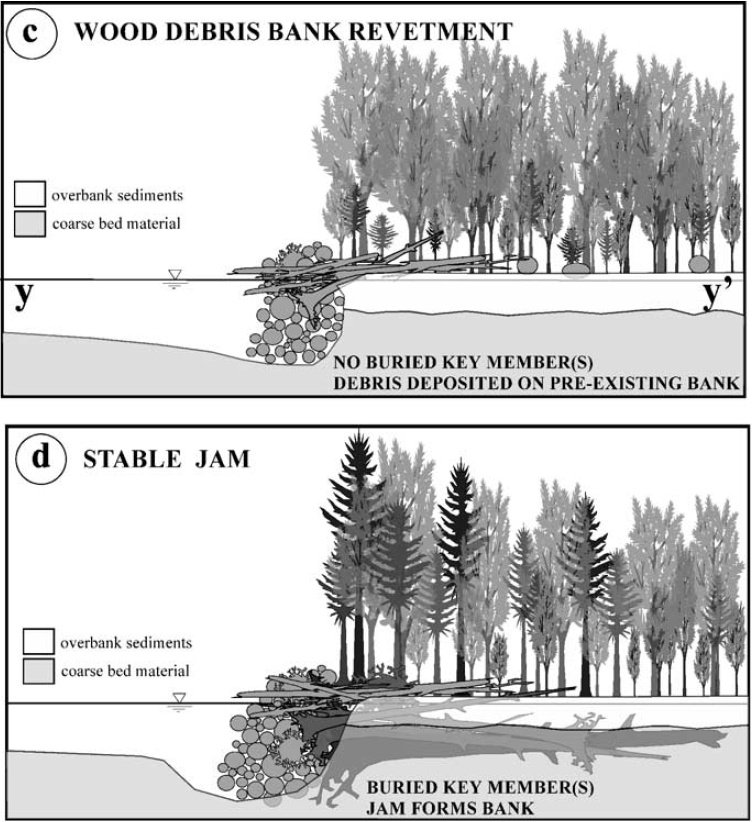 c WOOD DEBRIS BANK REVETMENT
overbank sediments
coarse bed material
y y’
NO BURIED KEY MEMBER(S)
DEBRIS DEPOSITED ON PRE-EXISTING BANK
d STABLE JAM
overbank sediments
coarse bed material
BURIED KEY MEMBER(S)
JAM FORMS BANK